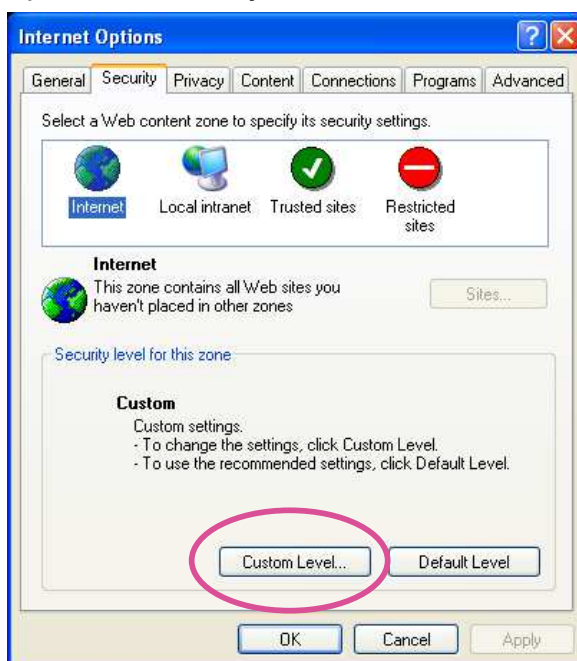 Internet Options
General Security Privacy Content Connections Programs Advanced
Select a Web content zone to specify its security settings.
Internet Local intranet Trusted sites Restricted sites
Internet
This zone contains all Web sites you
haven't placed in other zones
Sites...
Security level for this zone
Custom
Custom settings.
- To change the settings, click Custom Level.
- To use the recommended settings, click Default Level.
Custom Level... Default Level
OK Cancel Apply